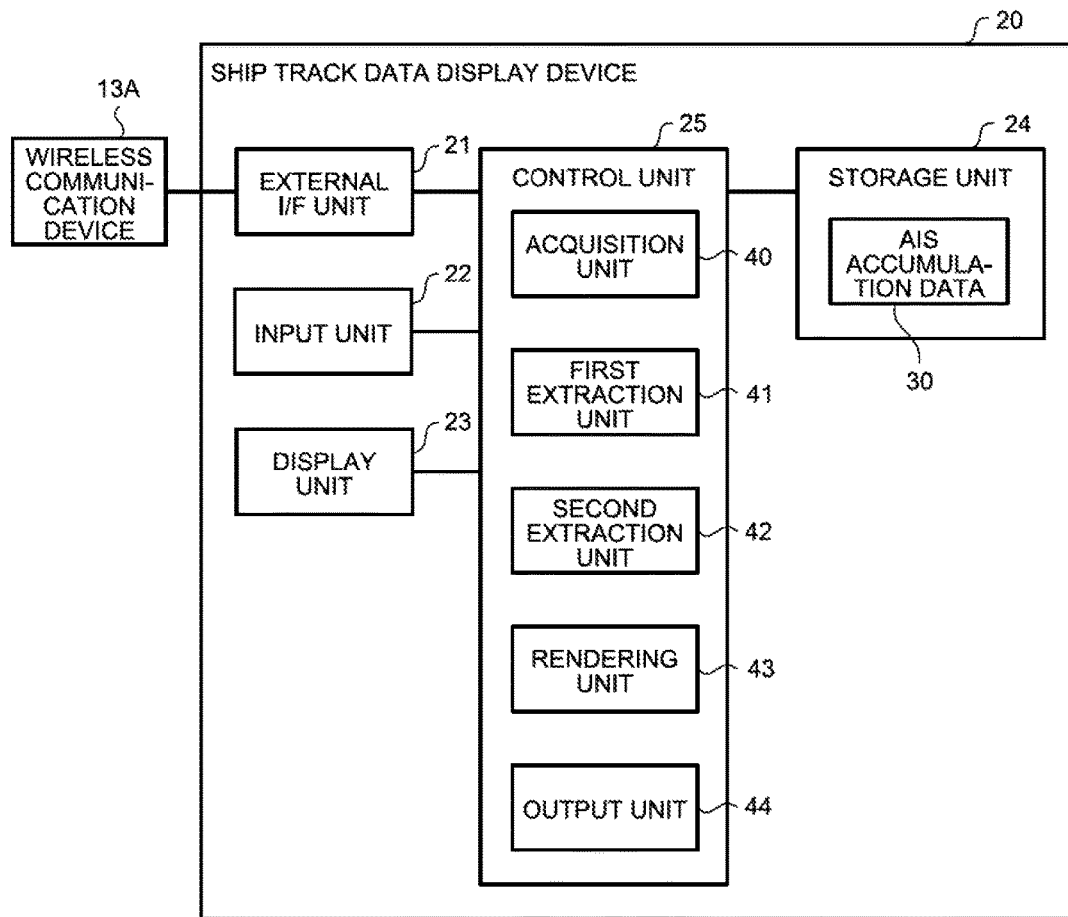 20
SHIP TRACK DATA DISPLAY DEVICE
13A
WIRELESS
COMMUNI-
CATION
DEVICE
21
EXTERNAL
I/F UNIT
22
INPUT UNIT
23
DISPLAY
UNIT
25
CONTROL UNIT
ACQUISITION
UNIT
40
FIRST
EXTRACTION
UNIT
41
SECOND
EXTRACTION
UNIT
42
RENDERING
UNIT
43
OUTPUT UNIT
44
24
STORAGE UNIT
AIS
ACCUMULA-
TION DATA
30